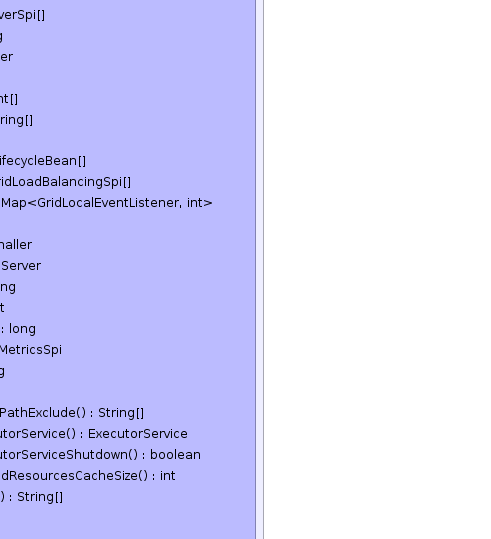 verSpi[]
g
er
nt[]
ring[]
ifecycleBean[]
ridLoadBalancingSpi[]
Map<GridLocalEventListener, int>
haller
Server
ng
t
: long
MetricsSpi
g
PathExclude() : String[]
utorService() : ExecutorService
utorServiceShutdown() : boolean
dResourcesCacheSize() : int
) : String[]